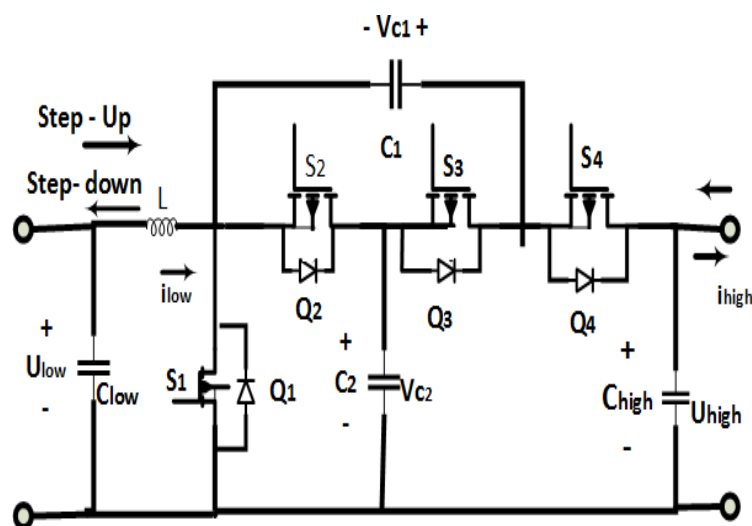 - Vc1 +
Step - Up
C1
S2
S3
S4
Step- down
L
ilow
Q2
Q3
Q4
ihigh
+
Ulow
-
Clow
S1
Q1
+
C2
Vc2
-
+
Chigh
Uhigh
-